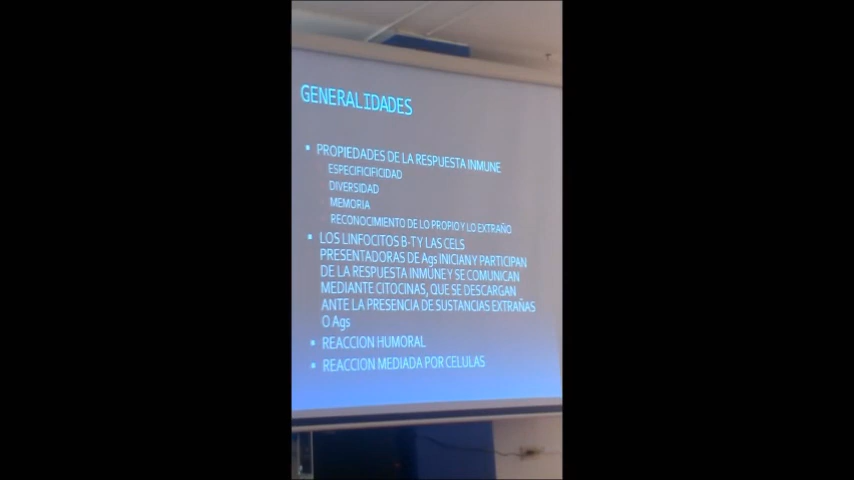 GENERALIDADES
▪ PROPIEDADES DE LA RESPUESTA INMUNE
ESPECIFICIFICIDAD
DIVERSIDAD
MEMORIA
RECONOCIMIENTO DE LO PROPIO Y LO EXTRAÑO
▪ LOS LINFOCITOS B-T Y LAS CELS
PRESENTADORAS DE Ags INICIAN Y PARTICIPAN
DE LA RESPUESTA INMUNE Y SE COMUNICAN
MEDIANTE CITOCINAS, QUE SE DESCARGAN
ANTE LA PRESENCIA DE SUSTANCIAS EXTRAÑAS
O Ags
▪ REACCION HUMORAL
▪ REACCION MEDIADA POR CELULAS